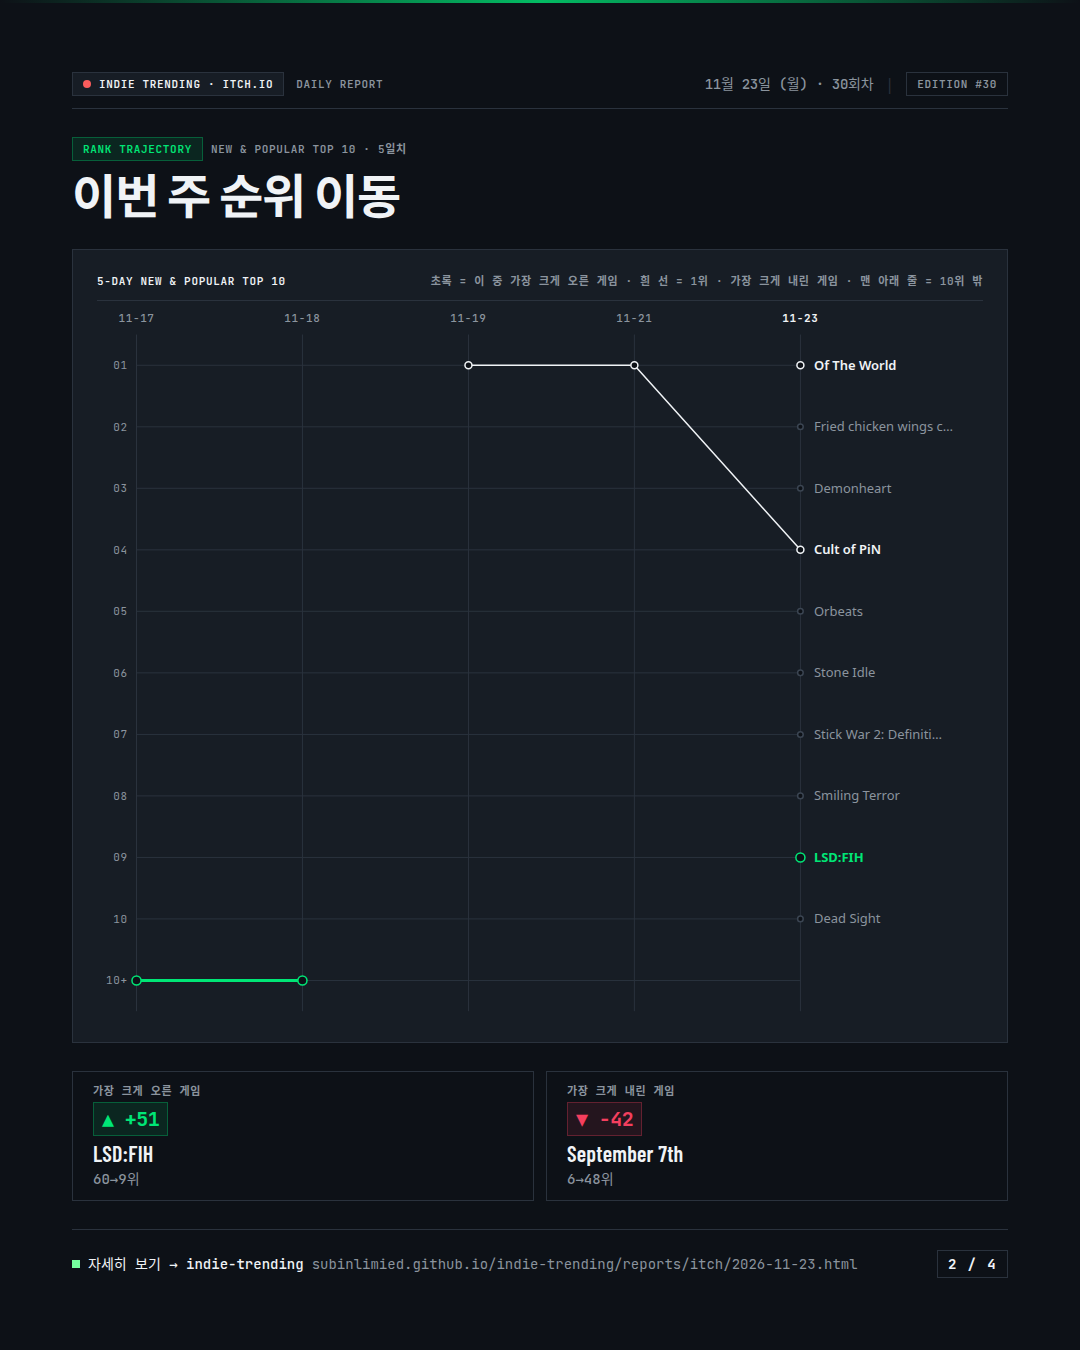 INDIE TRENDING · ITCH.IO DAILY REPORT 11월 23일 (월) · 30회차 | EDITION #30
RANK TRAJECTORY NEW & POPULAR TOP 10 · 5일치
이번 주 순위 이동
5-DAY NEW & POPULAR TOP 10 초록 = 이 중 가장 크게 오른 게임 · 흰 선 = 1위 · 가장 크게 내린 게임 · 맨 아래 줄 = 10위 밖
11-17 11-18 11-19 11-21 11-23
01 Of The World
02 Fried chicken wings c…
03 Demonheart
04 Cult of PiN
05 Orbeats
06 Stone Idle
07 Stick War 2: Definiti…
08 Smiling Terror
09 LSD:FIH
10 Dead Sight
10+
가장 크게 오른 게임
▲ +51
LSD:FIH
60→9위
가장 크게 내린 게임
▼ -42
September 7th
6→48위
자세히 보기 → indie-trending subinlimied.github.io/indie-trending/reports/itch/2026-11-23.html 2 / 4